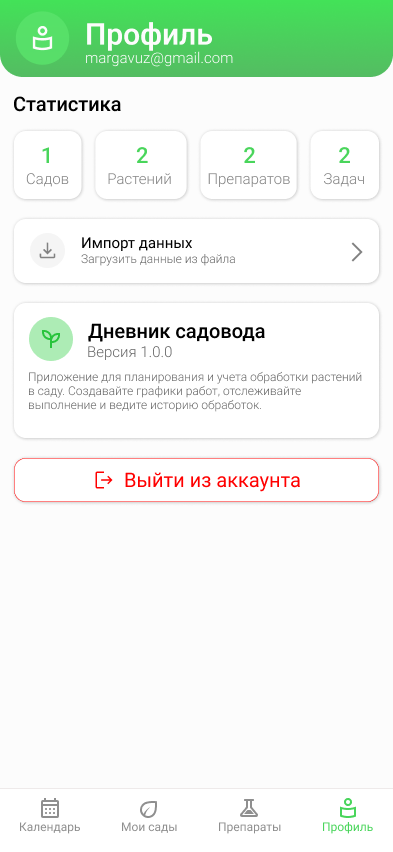 Профиль
margavuz@gmail.com
Статистика
1 2 2 2
Садов Растений Препаратов Задач
Импорт данных
Загрузить данные из файла
Дневник садовода
Версия 1.0.0
Приложение для планирования и учета обработки растений
в саду. Создавайте графики работ, отслеживайте
выполнение и ведите историю обработок.
Выйти из аккаунта
Календарь Мои сады Препараты Профиль